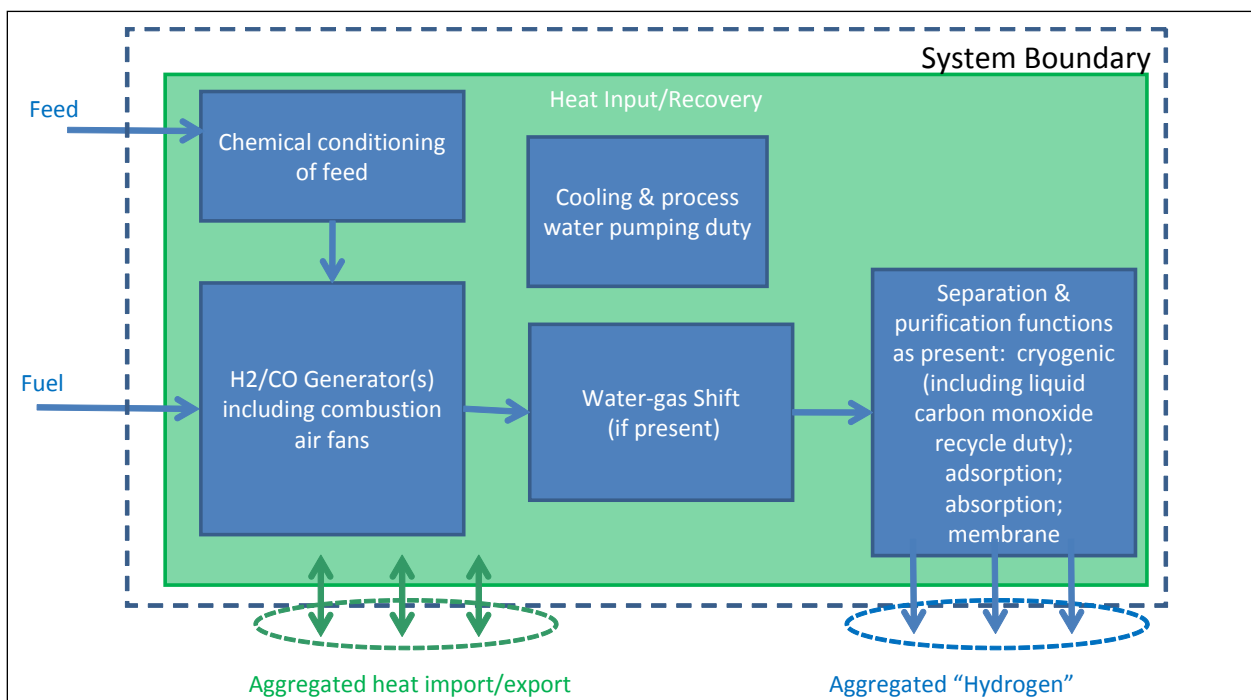 System Boundary
Heat Input/Recovery
Feed
Chemical conditioning
of feed
Cooling & process
water pumping duty
Fuel
H2/CO Generator(s)
including combustion
air fans
Water-gas Shift
(if present)
Separation &
purification functions
as present:  cryogenic
(including liquid
carbon monoxide
recycle duty);
adsorption;
absorption;
membrane
Aggregated heat import/export
Aggregated “Hydrogen”